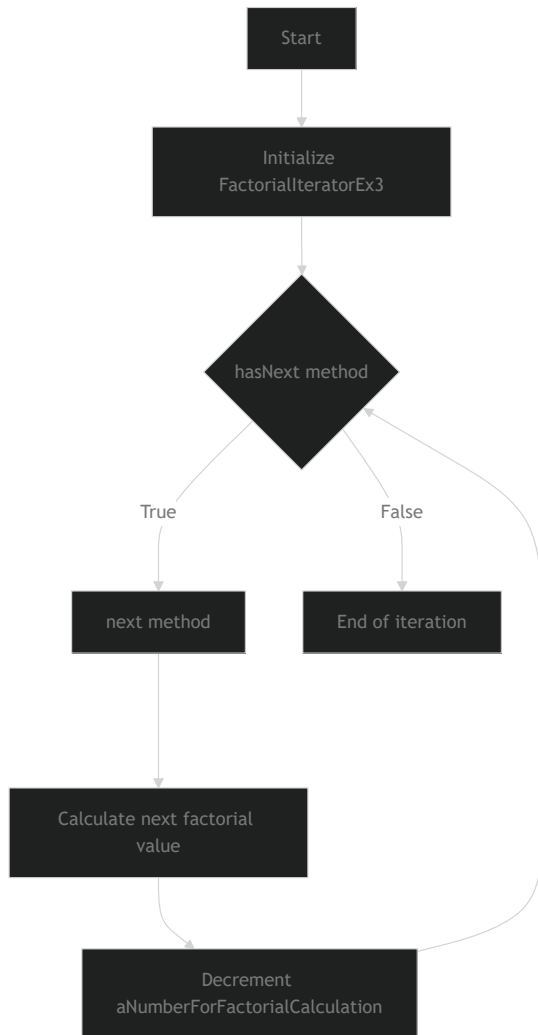 Start
Initialize
FactorialIteratorEx3
hasNext method
True
False
next method
End of iteration
Calculate next factorial
value
Decrement
aNumberForFactorialCalculation